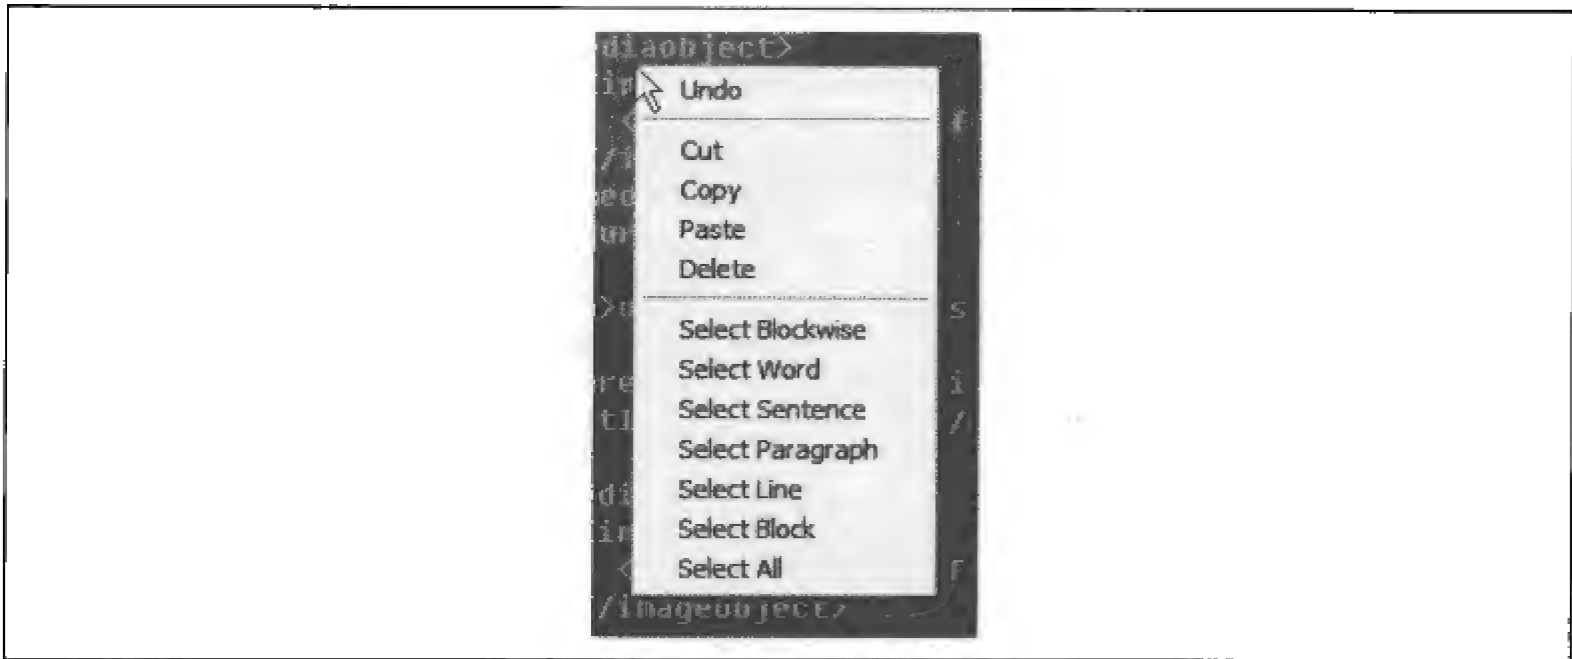 diaobject>
Undo
Cut
Copy
Paste
Delete
Select Blockwise
Select Word
Select Sentence
Select Paragraph
Select Line
Select Block
Select All
/imageobject>